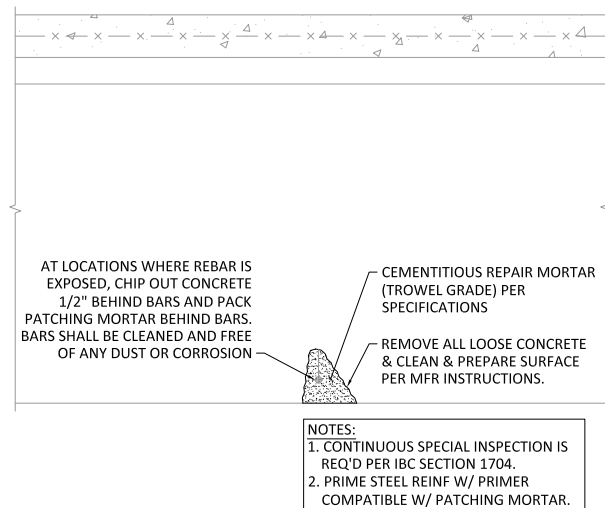 AT LOCATIONS WHERE REBAR IS
EXPOSED, CHIP OUT CONCRETE
1/2" BEHIND BARS AND PACK
PATCHING MORTAR BEHIND BARS.
BARS SHALL BE CLEANED AND FREE
OF ANY DUST OR CORROSION
CEMENTITIOUS REPAIR MORTAR
(TROWEL GRADE) PER
SPECIFICATIONS
REMOVE ALL LOOSE CONCRETE
& CLEAN & PREPARE SURFACE
PER MFR INSTRUCTIONS.
NOTES:
1. CONTINUOUS SPECIAL INSPECTION IS
REQ'D PER IBC SECTION 1704.
2. PRIME STEEL REINF W/ PRIMER
COMPATIBLE W/ PATCHING MORTAR.